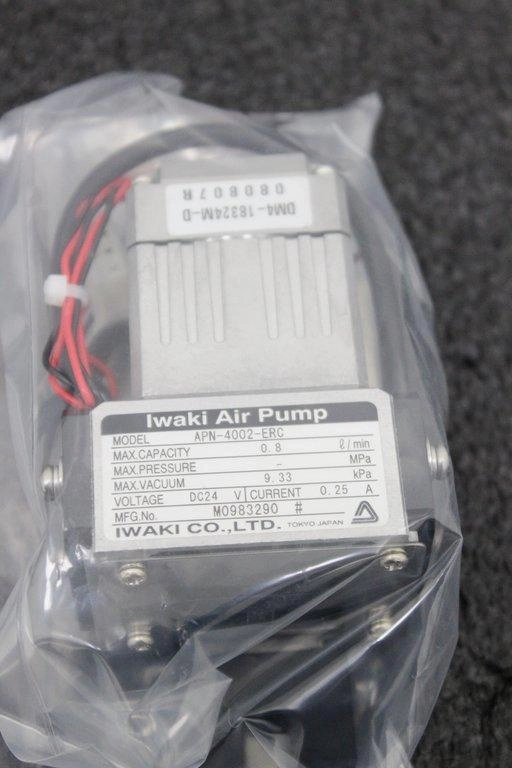 DM4-18324M-D
080807R
Iwaki Air Pump
MODEL APN-4002-ERC
MAX.CAPACITY 0.8 ℓ/min
MAX.PRESSURE - MPa
MAX.VACUUM 9.33 kPa
VOLTAGE DC24 V CURRENT 0.25 A
MFG.No. M0983290 #
IWAKI CO.,LTD. TOKYO JAPAN